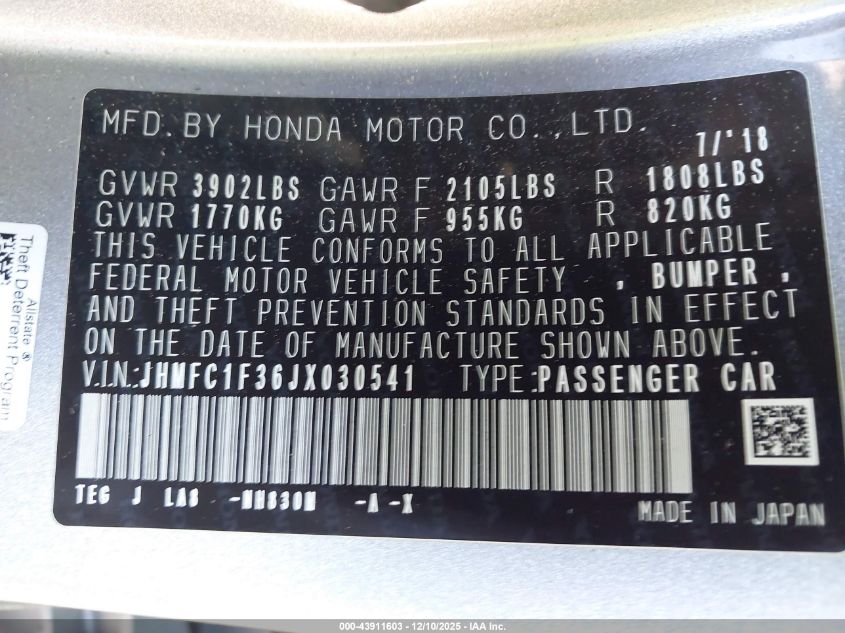 MFD. BY HONDA MOTOR CO., LTD.
7/'18
GVWR 3902LBS GAWR F 2105LBS R 1808LBS
GVWR 1770KG GAWR F 955KG R 820KG
THIS VEHICLE CONFORMS TO ALL APPLICABLE
FEDERAL MOTOR VEHICLE SAFETY , BUMPER ,
AND THEFT PREVENTION STANDARDS IN EFFECT
ON THE DATE OF MANUFACTURE SHOWN ABOVE.
V.I.N.:JHMFC1F36JX030541 TYPE:PASSENGER CAR
TEG J LAS -NH830M -A -X
MADE IN JAPAN
Allstate ®
Theft Deterrent Program
000-43911603 - 12/10/2025 - IAA Inc.